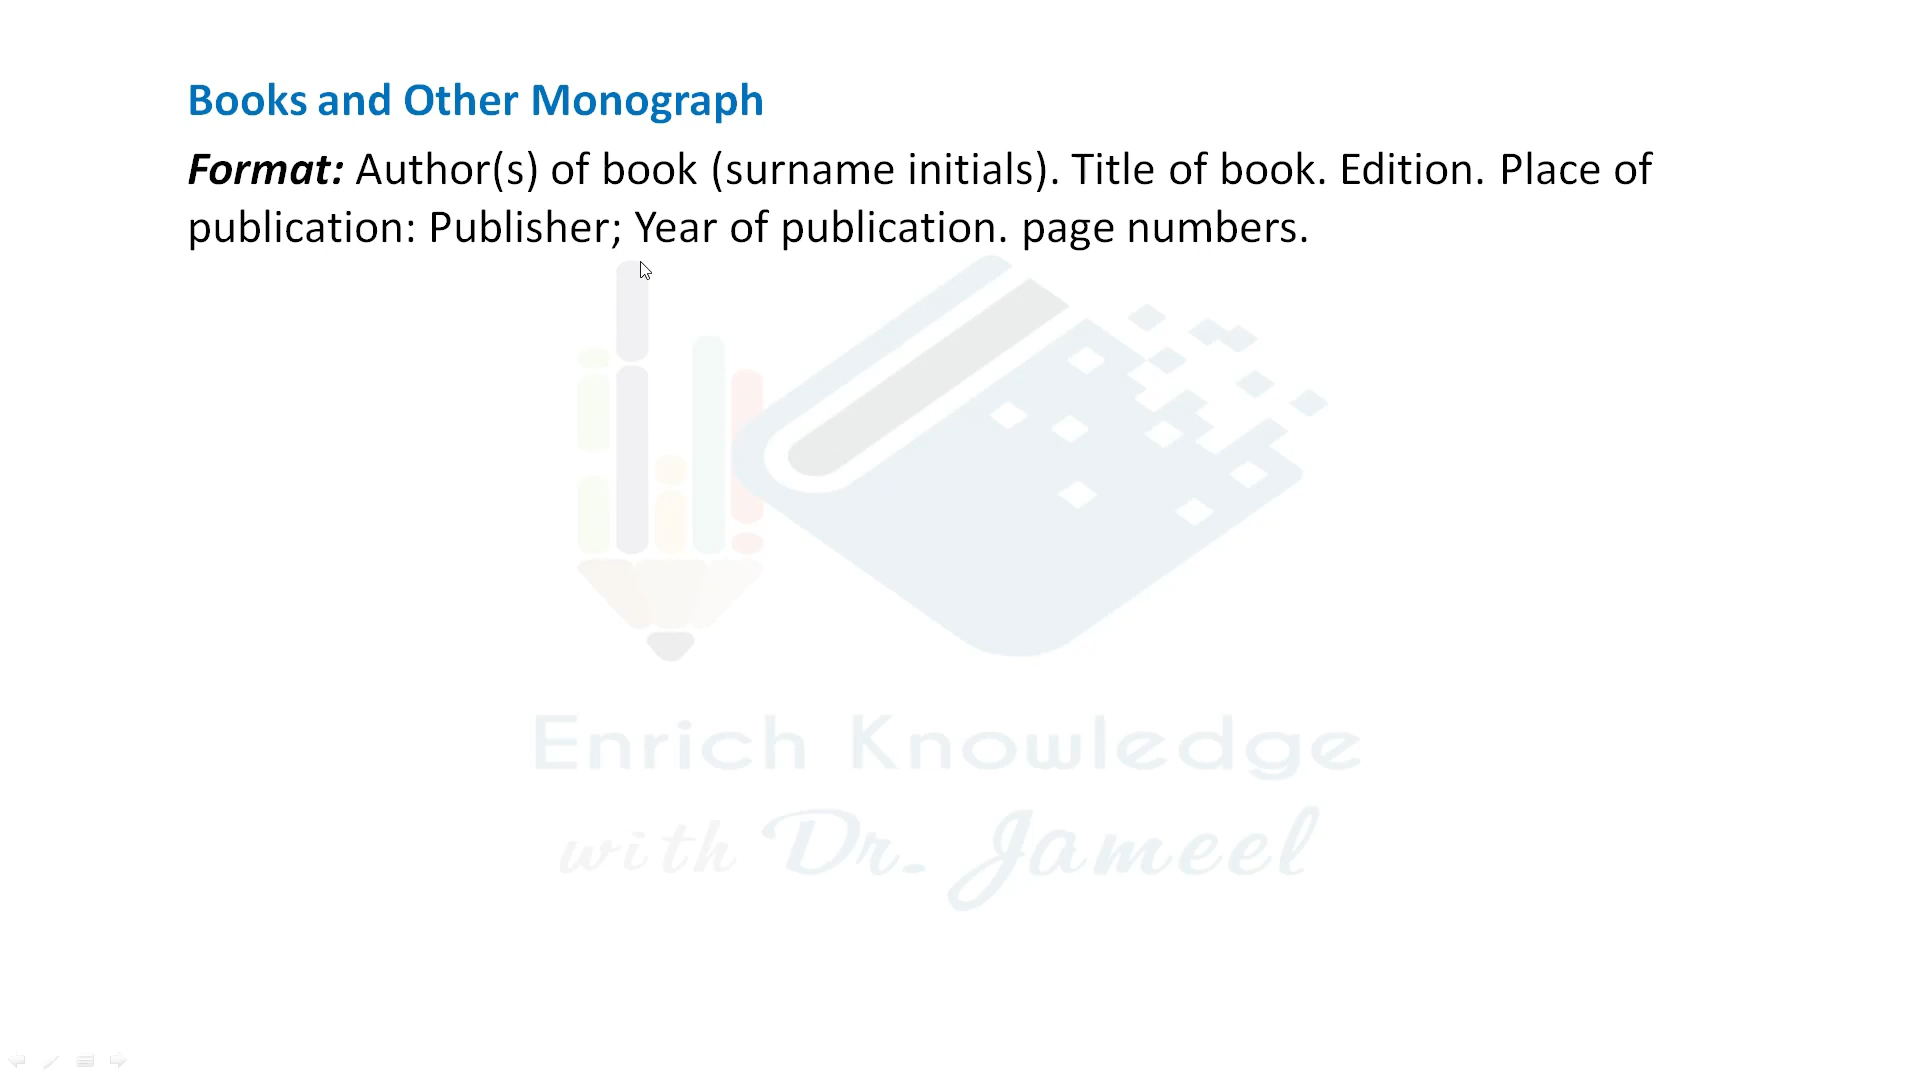 Books and Other Monograph
Format: Author(s) of book (surname initials). Title of book. Edition. Place of
publication: Publisher; Year of publication. page numbers.
Enrich Knowledge
with Dr. Jameel